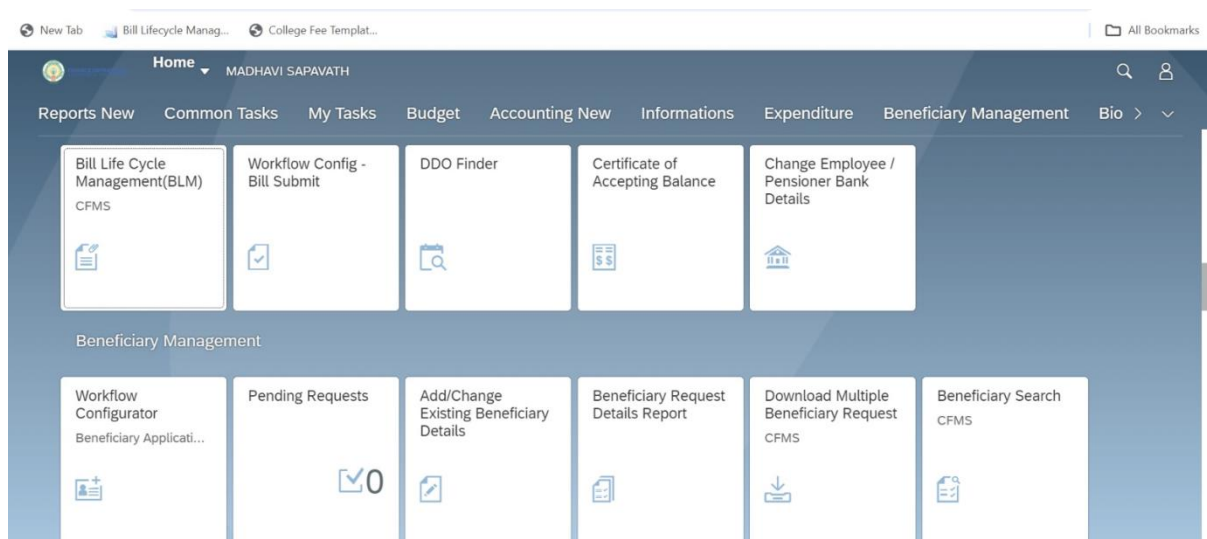 New Tab
Bill Lifecycle Manag...
College Fee Templat...
All Bookmarks
Home
MADHAVI SAPAVATH
Reports New Common Tasks My Tasks Budget Accounting New Informations Expenditure Beneficiary Management Bio
Bill Life Cycle
Management(BLM)
CFMS
Workflow Config -
Bill Submit
DDO Finder
Certificate of
Accepting Balance
$ $
Change Employee /
Pensioner Bank
Details
Beneficiary Management
Workflow
Configurator
Beneficiary Applicati...
Pending Requests
0
Add/Change
Existing Beneficiary
Details
Beneficiary Request
Details Report
Download Multiple
Beneficiary Request
CFMS
Beneficiary Search
CFMS